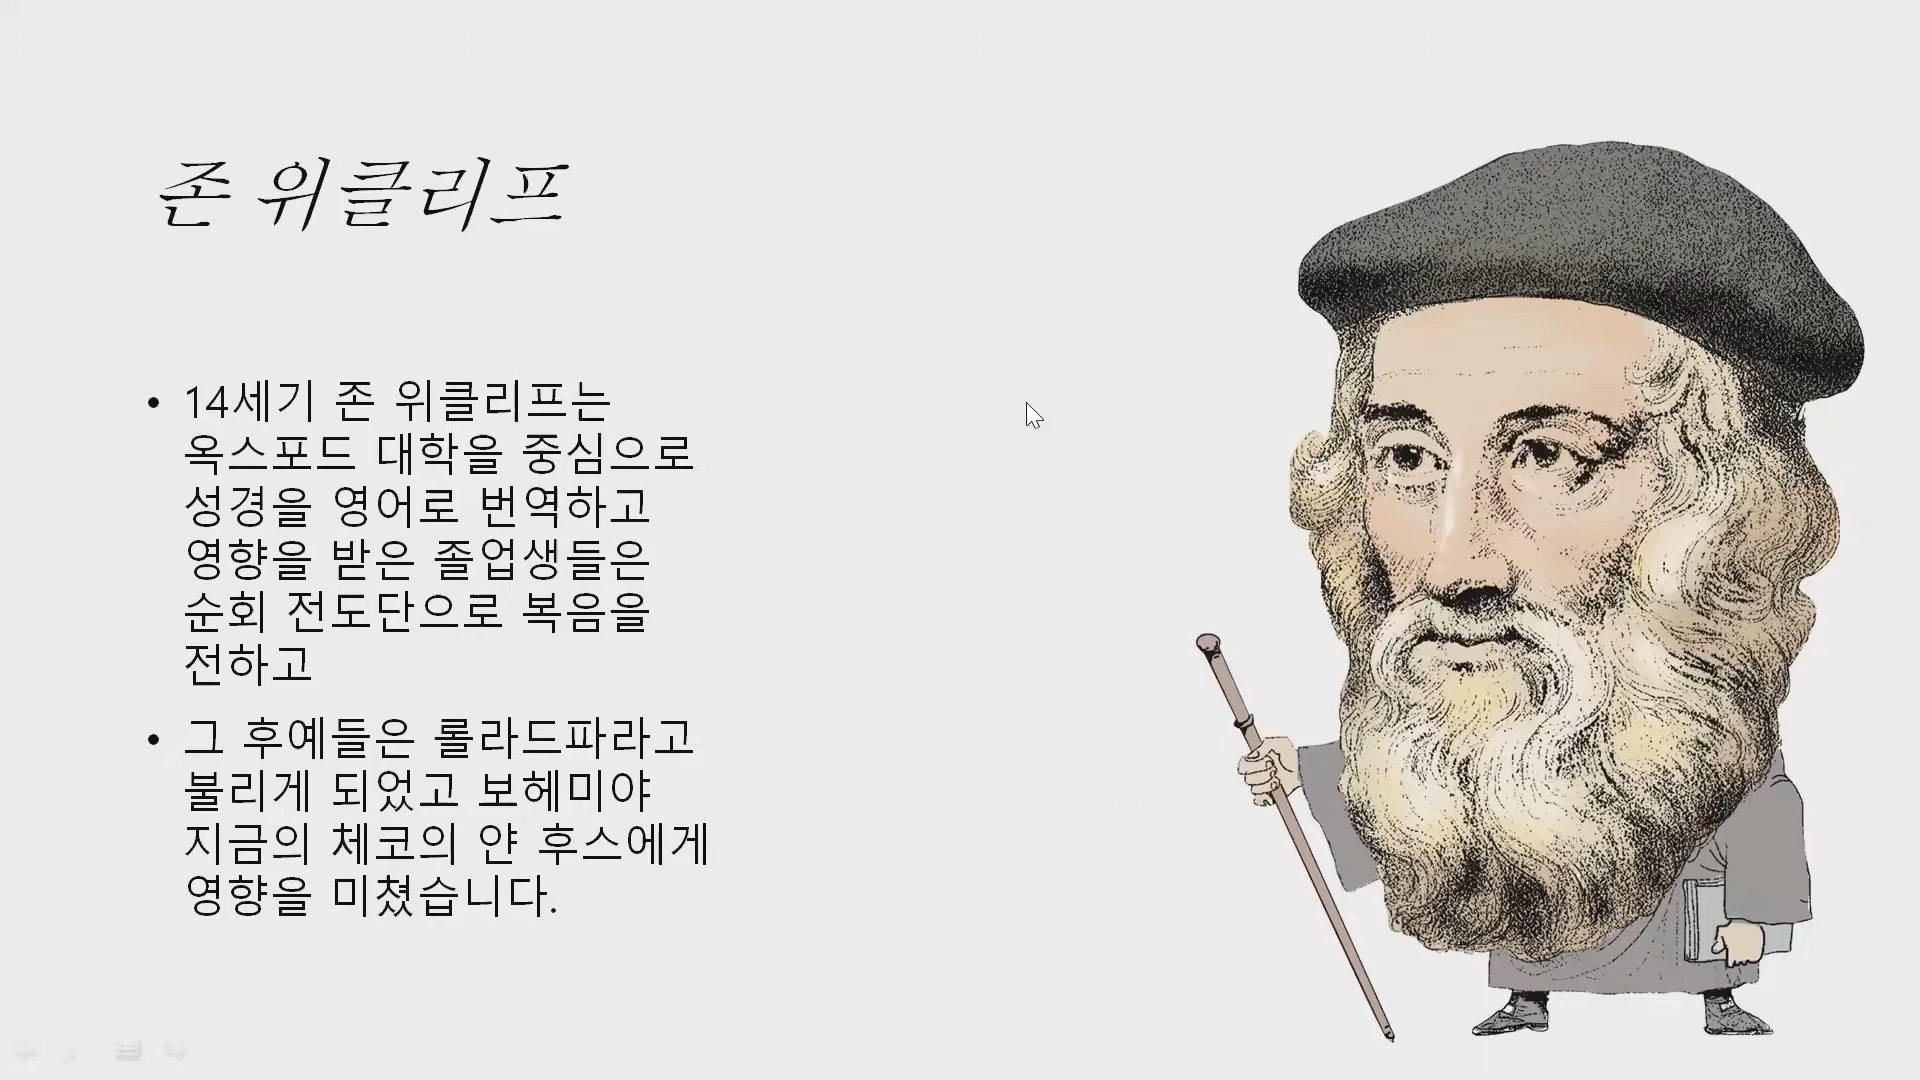 존 위클리프
• 14세기 존 위클리프는
옥스포드 대학을 중심으로
성경을 영어로 번역하고
영향을 받은 졸업생들은
순회 전도단으로 복음을
전하고
• 그 후예들은 롤라드파라고
불리게 되었고 보헤미야
지금의 체코의 얀 후스에게
영향을 미쳤습니다.